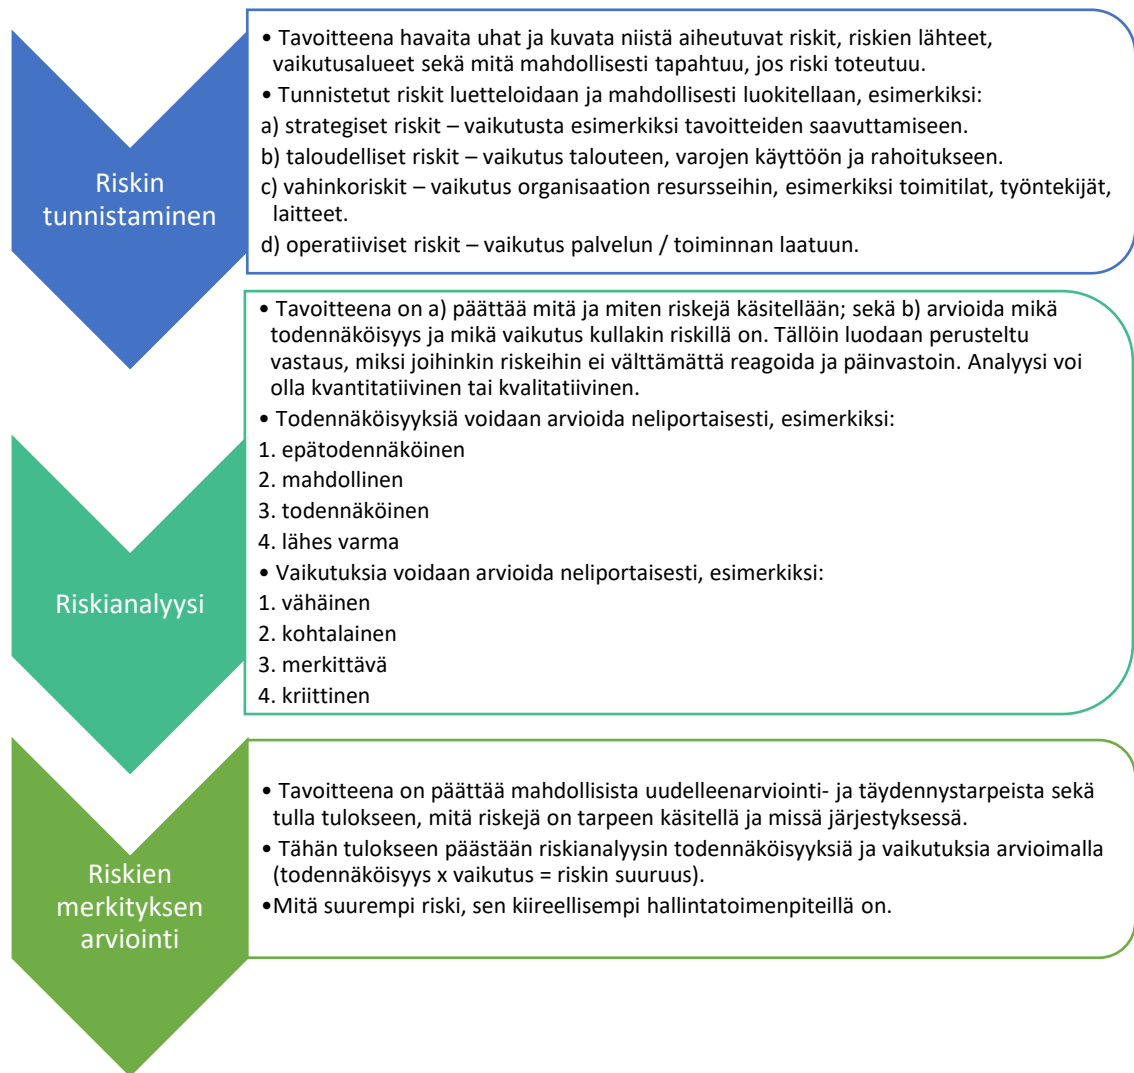 Riskin
tunnistaminen
• Tavoitteena havaita uhat ja kuvata niistä aiheutuvat riskit, riskien lähteet,
vaikutusalueet sekä mitä mahdollisesti tapahtuu, jos riski toteutuu.
• Tunnistetut riskit luetteloidaan ja mahdollisesti luokitellaan, esimerkiksi:
a) strategiset riskit – vaikutusta esimerkiksi tavoitteiden saavuttamiseen.
b) taloudelliset riskit – vaikutus talouteen, varojen käyttöön ja rahoitukseen.
c) vahinkoriskit – vaikutus organisaation resursseihin, esimerkiksi toimitilat, työntekijät,
laitteet.
d) operatiiviset riskit – vaikutus palvelun / toiminnan laatuun.
Riskianalyysi
• Tavoitteena on a) päättää mitä ja miten riskejä käsitellään; sekä b) arvioida mikä
todennäköisyys ja mikä vaikutus kullakin riskillä on. Tällöin luodaan perusteltu
vastaus, miksi joihinkin riskeihin ei välttämättä reagoida ja päinvastoin. Analyysi voi
olla kvantitatiivinen tai kvalitatiivinen.
• Todennäköisyyksiä voidaan arvioida neliportaisesti, esimerkiksi:
1. epätodennäköinen
2. mahdollinen
3. todennäköinen
4. lähes varma
• Vaikutuksia voidaan arvioida neliportaisesti, esimerkiksi:
1. vähäinen
2. kohtalainen
3. merkittävä
4. kriittinen
Riskien
merkityksen
arviointi
• Tavoitteena on päättää mahdollisista uudelleenarviointi- ja täydennystarpeista sekä
tulla tulokseen, mitä riskejä on tarpeen käsitellä ja missä järjestyksessä.
• Tähän tulokseen päästään riskianalyysin todennäköisyyksiä ja vaikutuksia arvioimalla
(todennäköisyys x vaikutus = riskin suuruus).
•Mitä suurempi riski, sen kiireellisempi hallintatoimenpiteillä on.